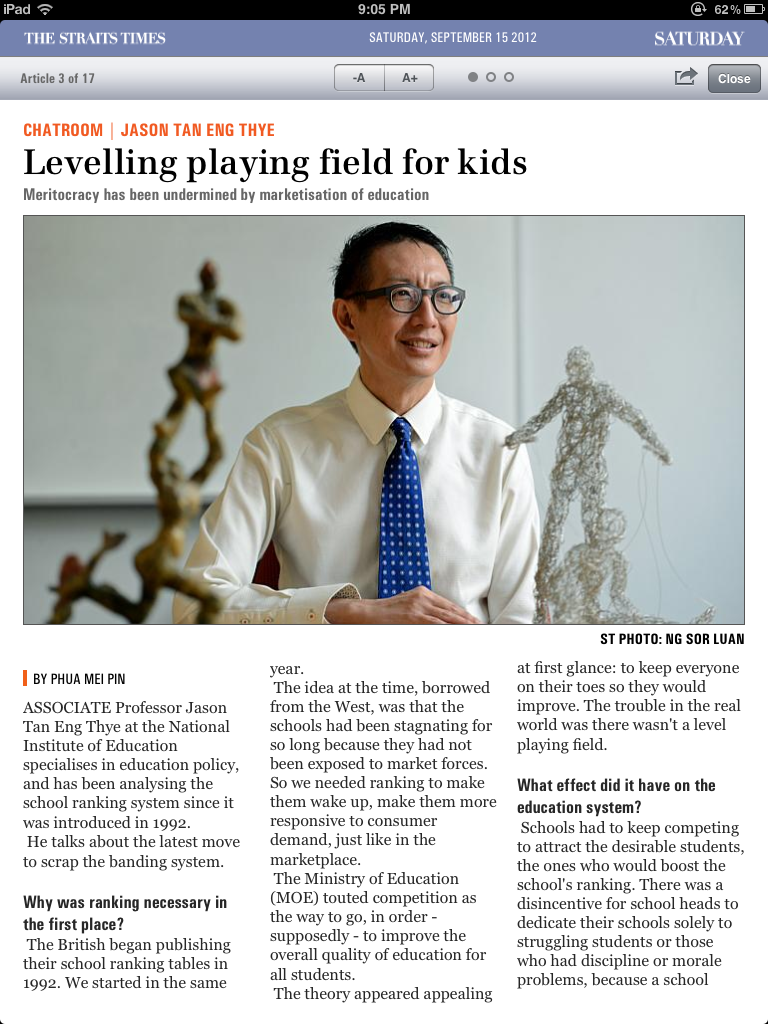 iPad
9:05 PM
62%
THE STRAITS TIMES
SATURDAY, SEPTEMBER 15 2012
SATURDAY
Article 3 of 17
-A
A+
Close
CHATROOM | JASON TAN ENG THYE
Levelling playing field for kids
Meritocracy has been undermined by marketisation of education
ST PHOTO: NG SOR LUAN
BY PHUA MEI PIN
ASSOCIATE Professor Jason
Tan Eng Thye at the National
Institute of Education
specialises in education policy,
and has been analysing the
school ranking system since it
was introduced in 1992.
He talks about the latest move
to scrap the banding system.
Why was ranking necessary in
the first place?
The British began publishing
their school ranking tables in
1992. We started in the same
year.
The idea at the time, borrowed
from the West, was that the
schools had been stagnating for
so long because they had not
been exposed to market forces.
So we needed ranking to make
them wake up, make them more
responsive to consumer
demand, just like in the
marketplace.
The Ministry of Education
(MOE) touted competition as
the way to go, in order -
supposedly - to improve the
overall quality of education for
all students.
The theory appeared appealing
at first glance: to keep everyone
on their toes so they would
improve. The trouble in the real
world was there wasn't a level
playing field.
What effect did it have on the
education system?
Schools had to keep competing
to attract the desirable students,
the ones who would boost the
school's ranking. There was a
disincentive for school heads to
dedicate their schools solely to
struggling students or those
who had discipline or morale
problems, because a school